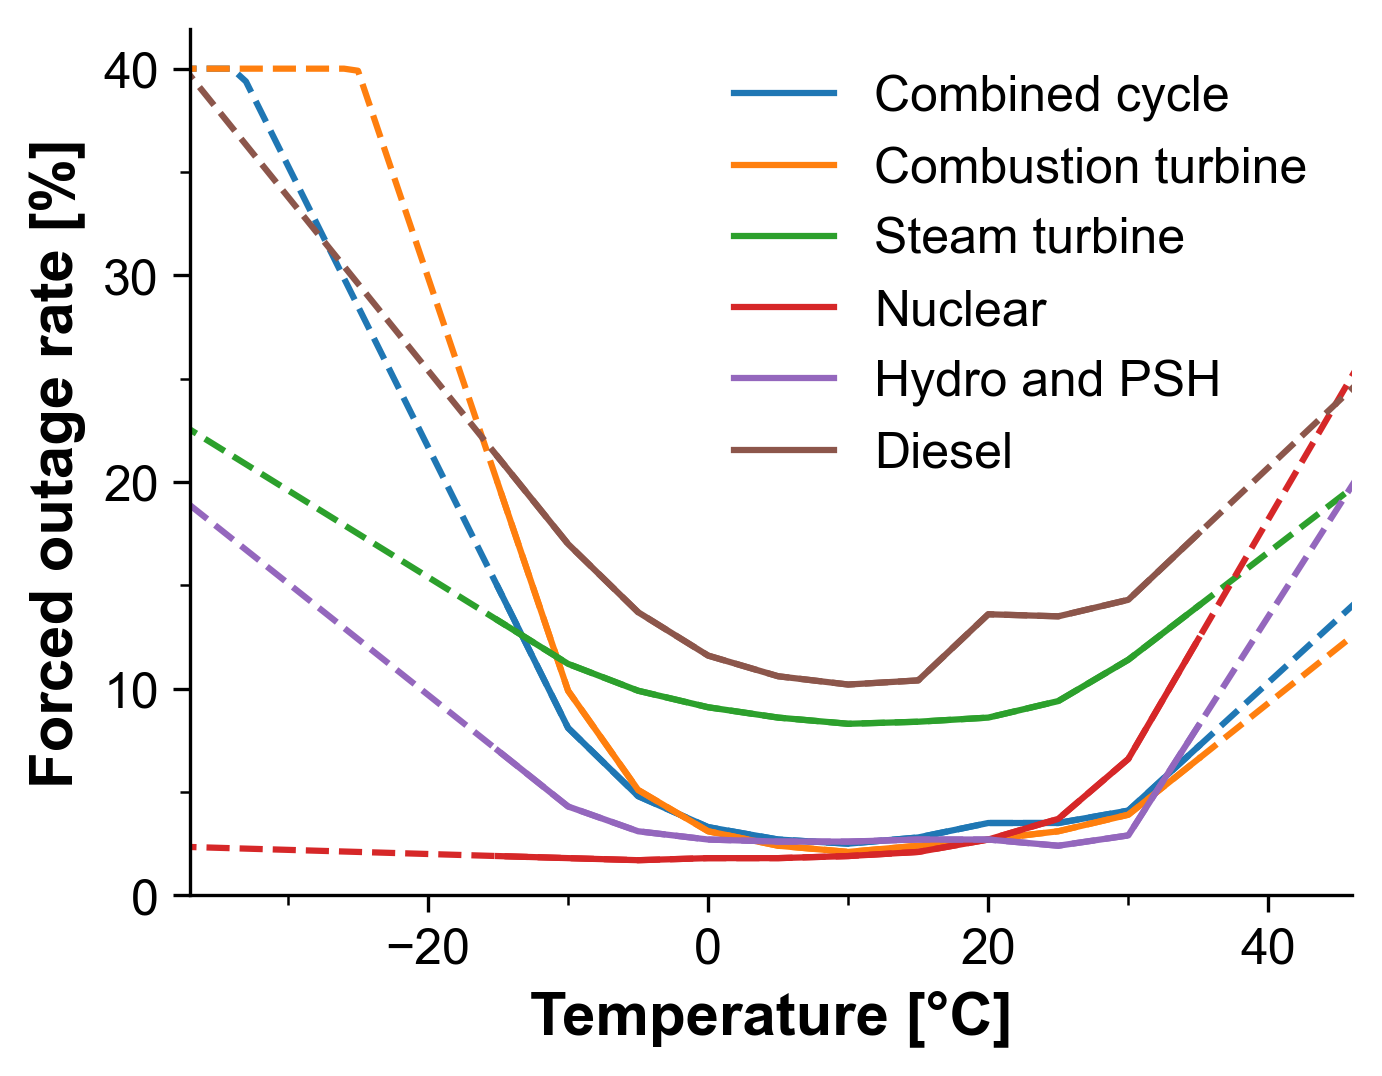 Forced outage rate [%]
40
30
20
10
0
Combined cycle
Combustion turbine
Steam turbine
Nuclear
Hydro and PSH
Diesel
−20 0 20 40
Temperature [°C]